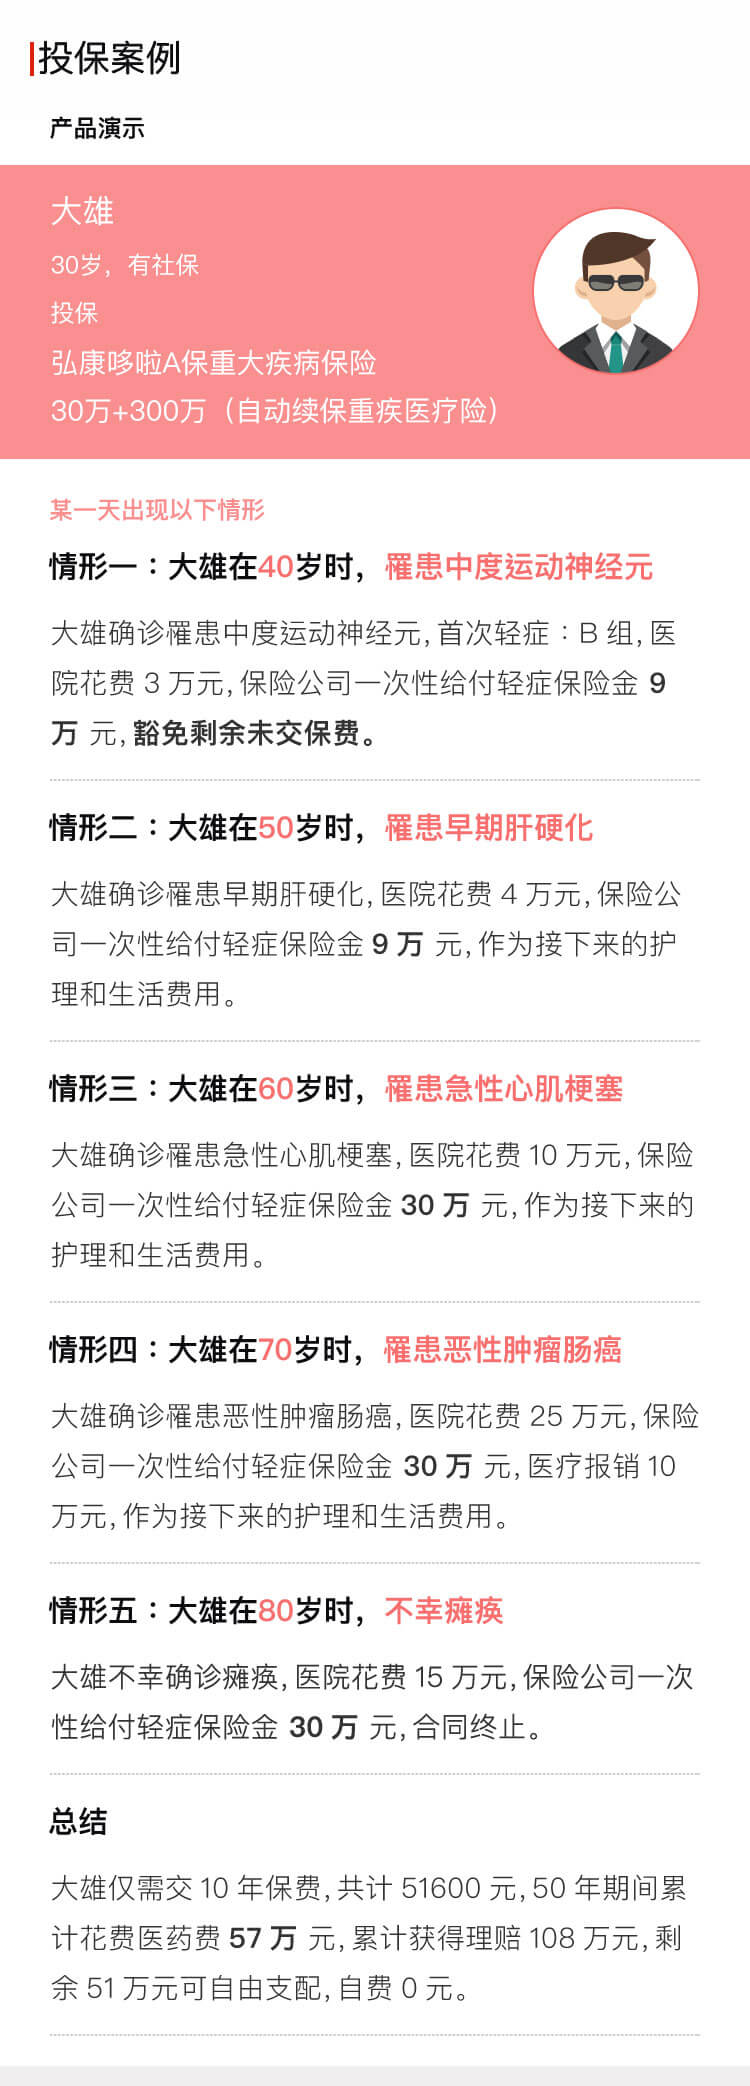 投保案例
产品演示
大雄
30岁，有社保
投保
弘康哆啦A保重大疾病保险
30万+300万（自动续保重疾医疗险）
某一天出现以下情形
情形一：大雄在40岁时，罹患中度运动神经元
大雄确诊罹患中度运动神经元,首次轻症：B 组,医
院花费 3 万元,保险公司一次性给付轻症保险金 9
万 元,豁免剩余未交保费。
情形二：大雄在50岁时，罹患早期肝硬化
大雄确诊罹患早期肝硬化,医院花费 4 万元,保险公
司一次性给付轻症保险金 9 万 元,作为接下来的护
理和生活费用。
情形三：大雄在60岁时，罹患急性心肌梗塞
大雄确诊罹患急性心肌梗塞,医院花费 10 万元,保险
公司一次性给付轻症保险金 30 万 元,作为接下来的
护理和生活费用。
情形四：大雄在70岁时，罹患恶性肿瘤肠癌
大雄确诊罹患恶性肿瘤肠癌,医院花费 25 万元,保险
公司一次性给付轻症保险金 30 万 元,医疗报销 10
万元,作为接下来的护理和生活费用。
情形五：大雄在80岁时，不幸瘫痪
大雄不幸确诊瘫痪,医院花费 15 万元,保险公司一次
性给付轻症保险金 30 万 元,合同终止。
总结
大雄仅需交 10 年保费,共计 51600 元,50 年期间累
计花费医药费 57 万 元,累计获得理赔 108 万元,剩
余 51 万元可自由支配,自费 0 元。